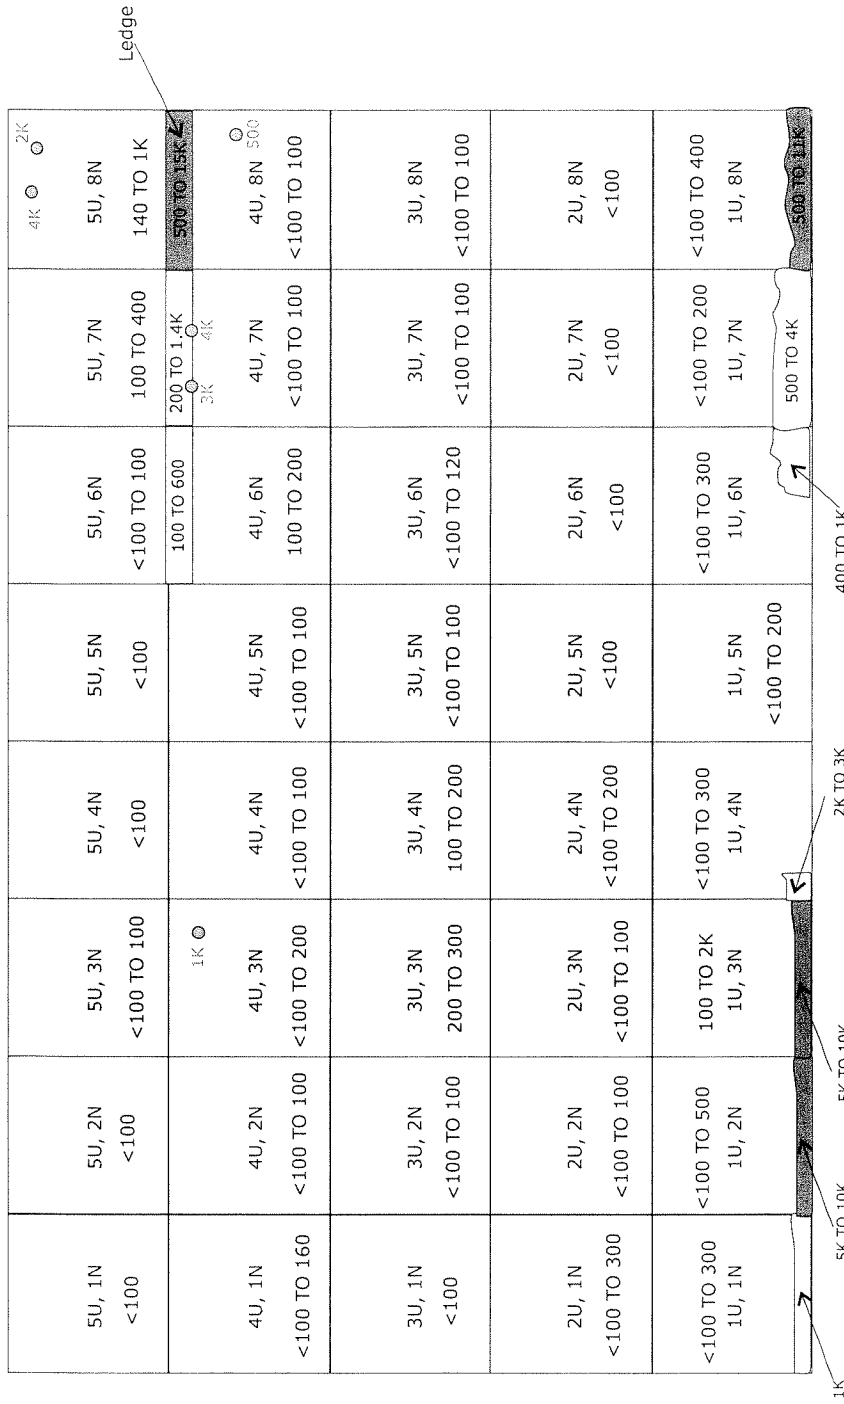 4K
2K
5U, 1N
<100
5U, 2N
<100
5U, 3N
<100 TO 100
5U, 4N
<100
5U, 5N
<100
5U, 6N
<100 TO 100
5U, 7N
100 TO 400
5U, 8N
140 TO 1K
Ledge
100 TO 600
200 TO 1.4K
500 TO 15K
1K
3K
4K
500
4U, 1N
<100 TO 160
4U, 2N
<100 TO 100
4U, 3N
<100 TO 200
4U, 4N
<100 TO 100
4U, 5N
<100 TO 100
4U, 6N
100 TO 200
4U, 7N
<100 TO 100
4U, 8N
<100 TO 100
3U, 1N
<100
3U, 2N
<100 TO 100
3U, 3N
200 TO 300
3U, 4N
100 TO 200
3U, 5N
<100 TO 100
3U, 6N
<100 TO 120
3U, 7N
<100 TO 100
3U, 8N
<100 TO 100
2U, 1N
<100 TO 300
2U, 2N
<100 TO 100
2U, 3N
<100 TO 100
2U, 4N
<100 TO 200
2U, 5N
<100
2U, 6N
<100
2U, 7N
<100
2U, 8N
<100
<100 TO 300
1U, 1N
<100 TO 500
1U, 2N
100 TO 2K
1U, 3N
<100 TO 300
1U, 4N
1U, 5N
<100 TO 200
<100 TO 300
1U, 6N
<100 TO 200
1U, 7N
<100 TO 400
1U, 8N
500 TO 4K
500 TO 11K
1K
5K TO 10K
5K TO 10K
2K TO 3K
400 TO 1K